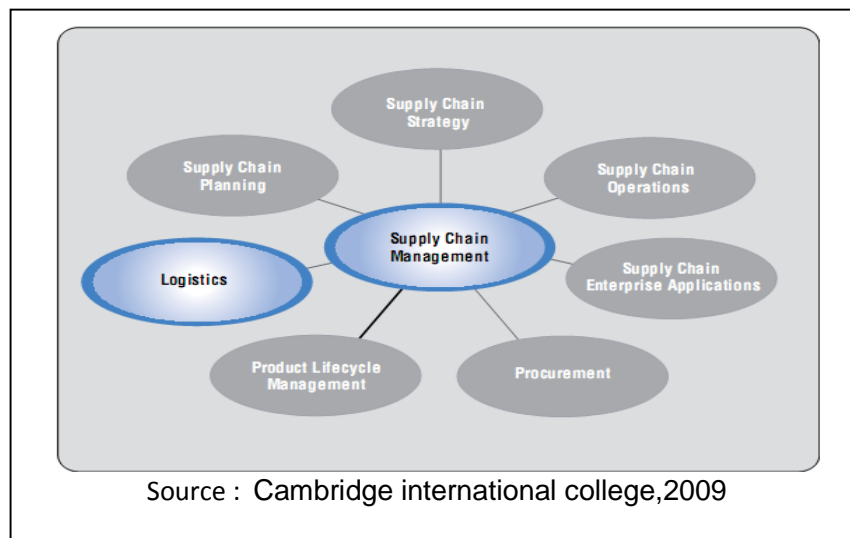 Supply Chain
Strategy
Supply Chain
Planning
Supply Chain
Operations
Supply Chain
Management
Logistics
Supply Chain
Enterprise Applications
Product Lifecycle
Management
Procurement
Source : Cambridge international college,2009